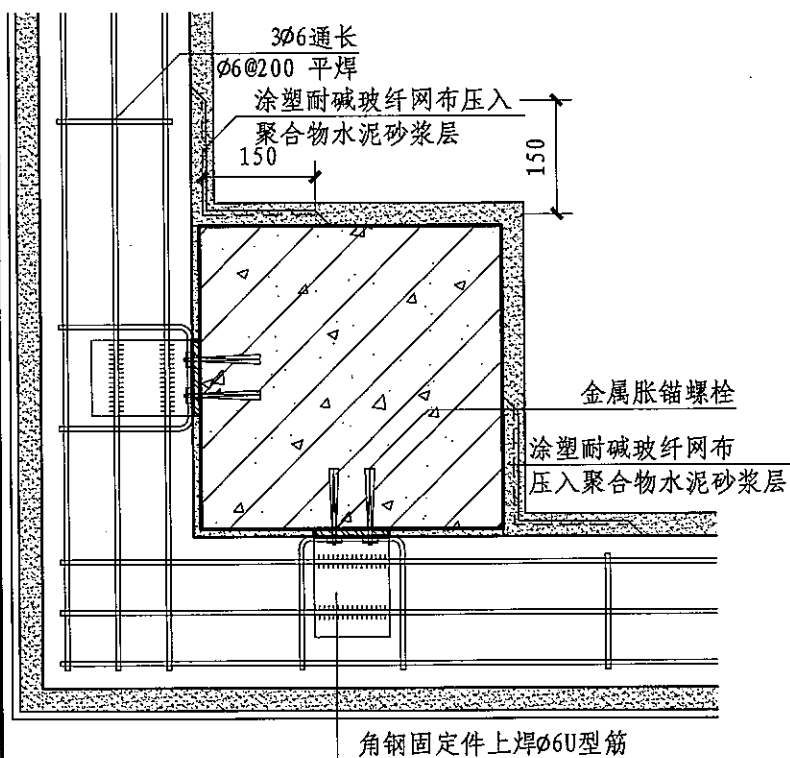 3Ø6通长
Ø6@200 平焊
涂塑耐碱玻纤网布压入
聚合物水泥砂浆层
150
150
金属胀锚螺栓
涂塑耐碱玻纤网布
压入聚合物水泥砂浆层
角钢固定件上焊Ø6U型筋